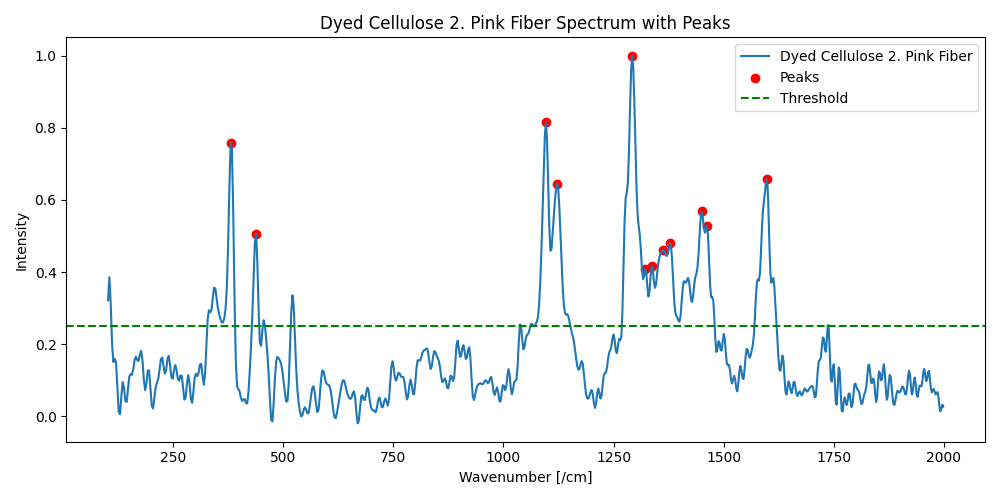 Dyed Cellulose 2. Pink Fiber Spectrum with Peaks
Dyed Cellulose 2. Pink Fiber
Peaks
Threshold
Intensity
1.0
0.8
0.6
0.4
0.2
0.0
250 500 750 1000 1250 1500 1750 2000
Wavenumber [/cm]